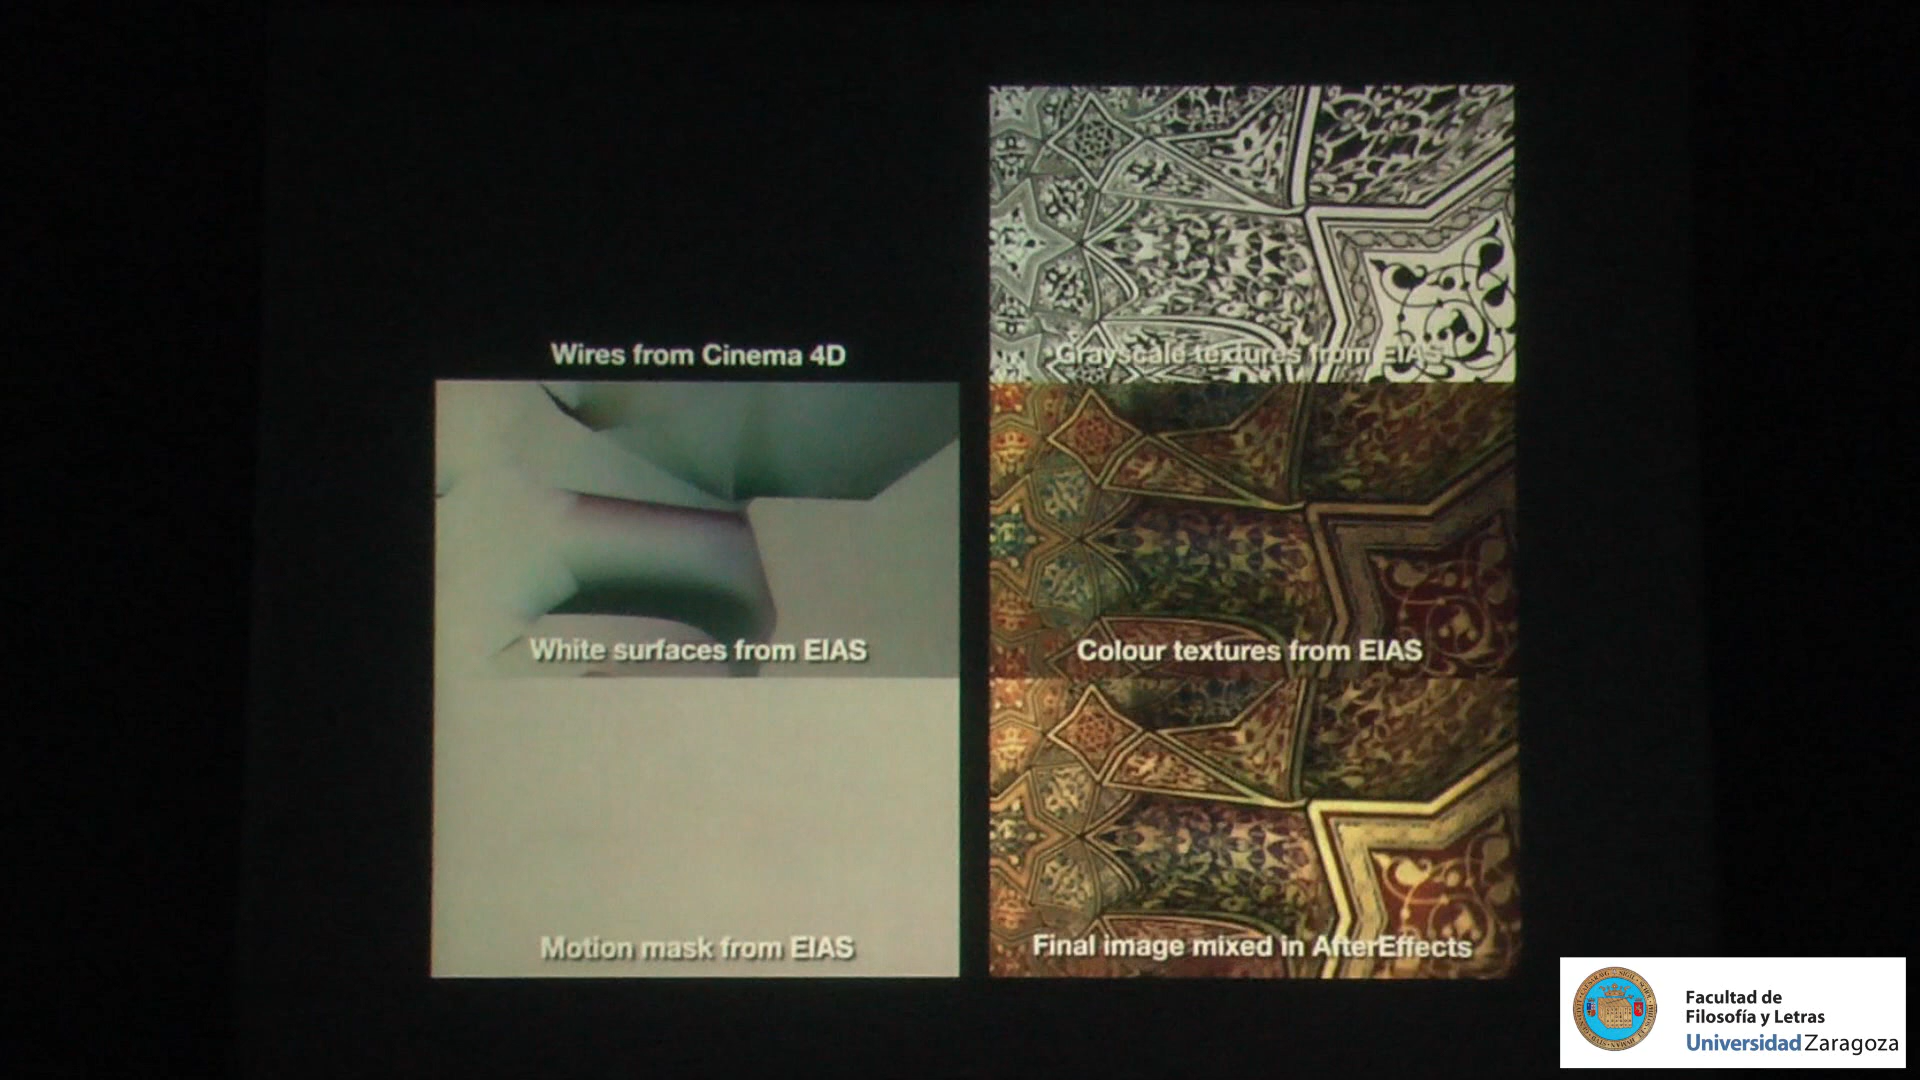 Wires from Cinema 4D
White surfaces from EIAS
Motion mask from EIAS
Grayscale textures from EIAS
Colour textures from EIAS
Final image mixed in AfterEffects
Facultad de
Filosofía y Letras
Universidad Zaragoza